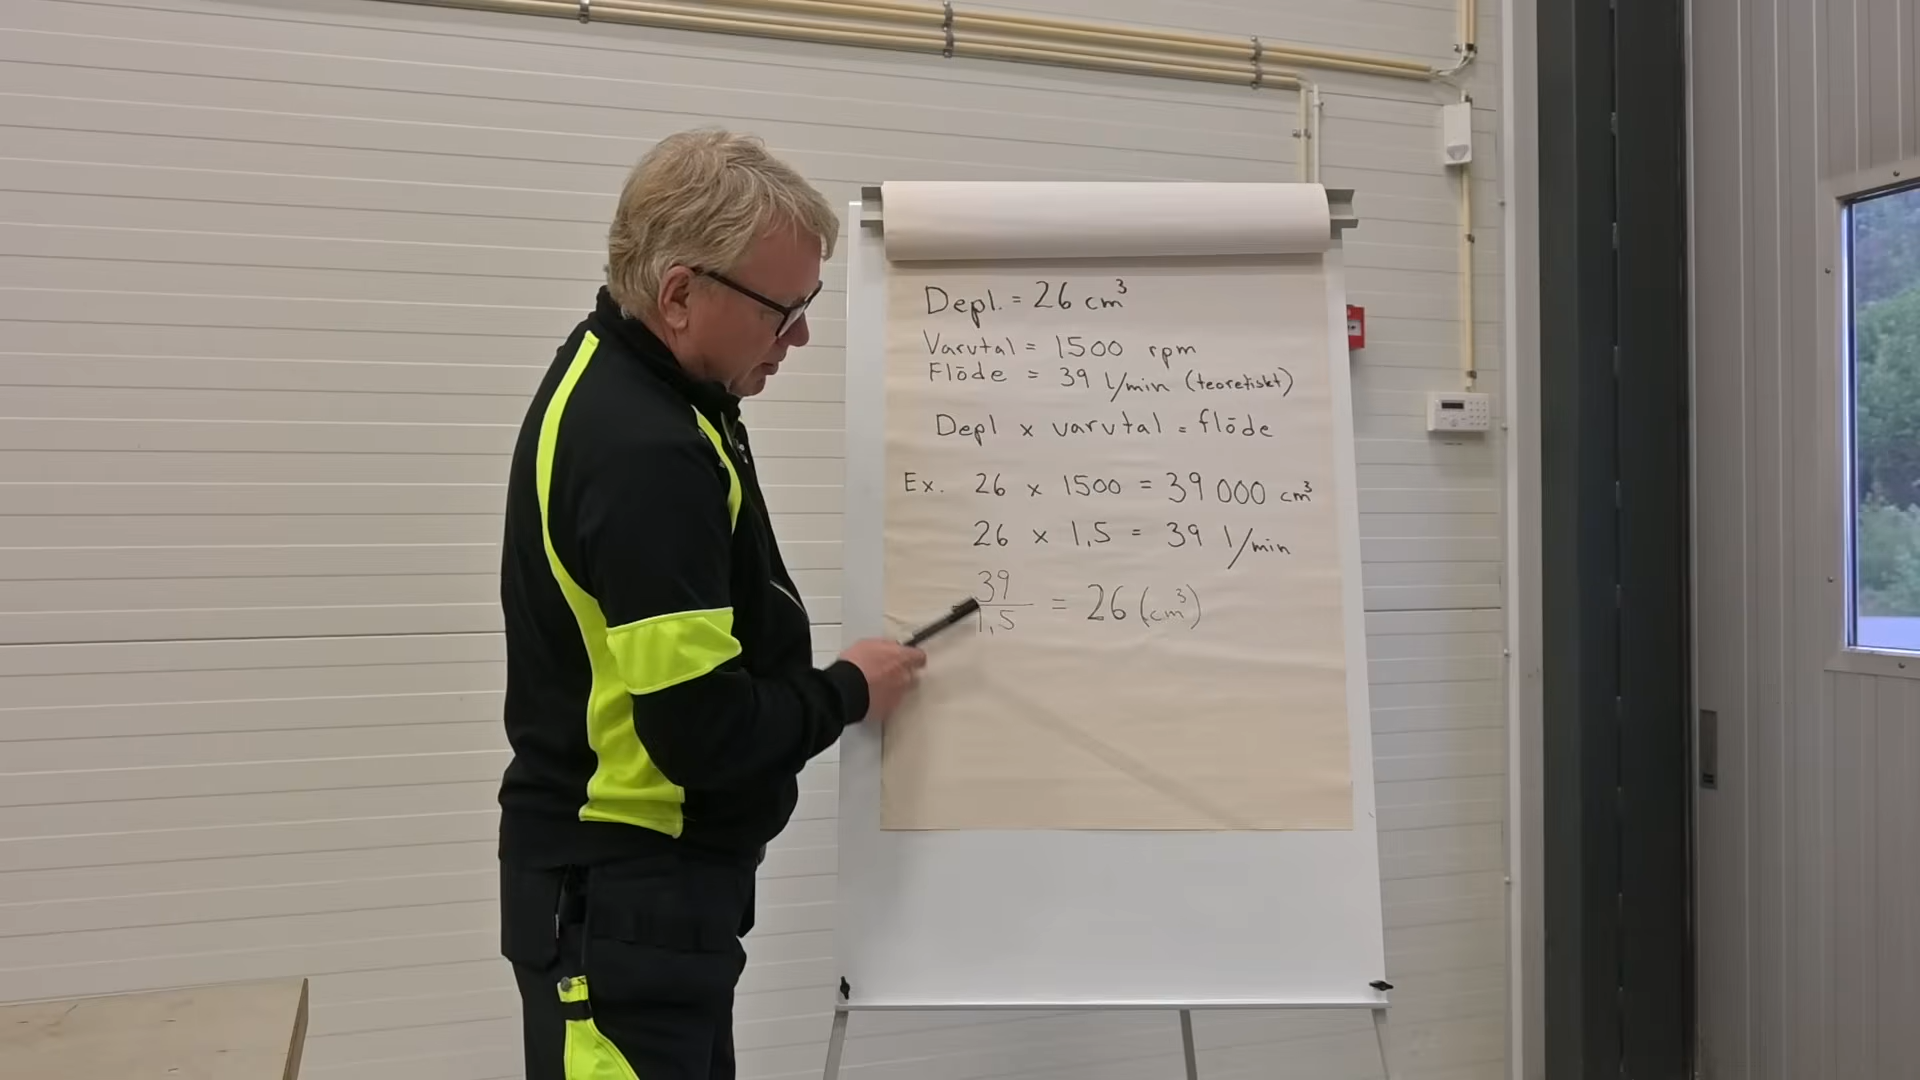 Depl. = 26 cm³
Varvtal = 1500 rpm
Flöde = 39 l/min (teoretiskt)
Depl x varvtal = flöde
Ex. 26 x 1500 = 39 000 cm³
26 x 1,5 = 39 l/min
39
1,5 = 26 (cm³)